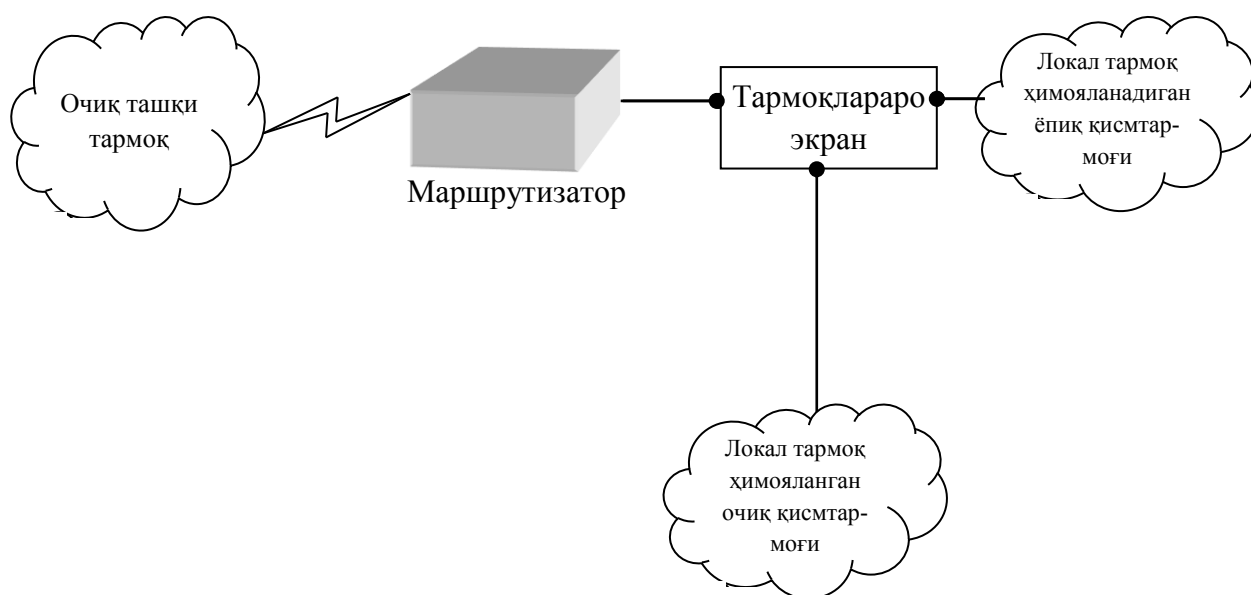 Очиқ ташқи
тармоқ
Маршрутизатор
Тармоқлараро
экран
Локал тармоқ
ҳимояланадиган
ёпиқ қисмтар-
моғи
Локал тармоқ
ҳимояланган
очиқ қисмтар-
моғи